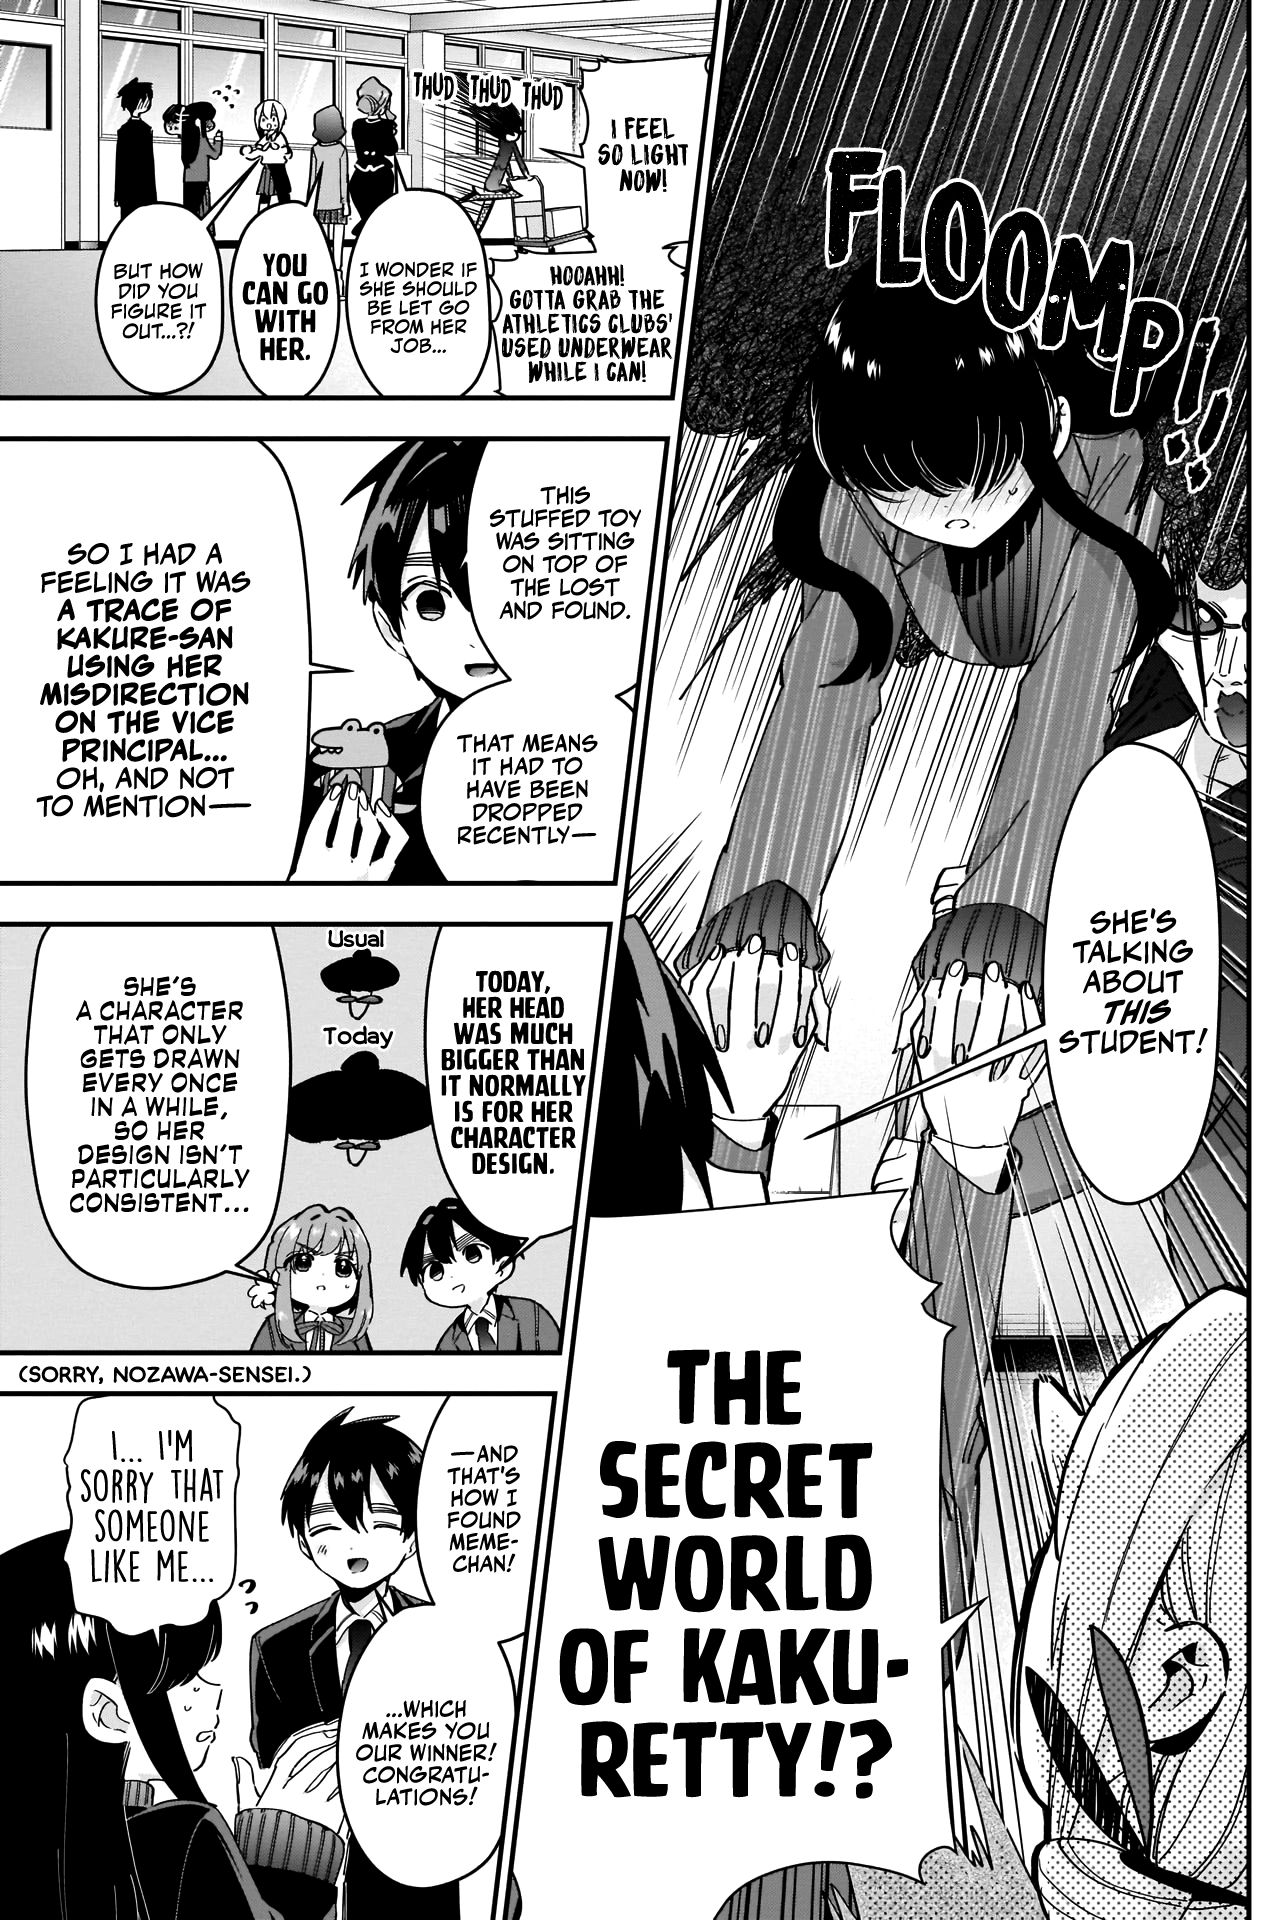 FLOOMP!!
SHE'S
TALKING
ABOUT
THIS
STUDENT!
THE
SECRET
WORLD
OF KAKU-
RETTY!?
THUD THUD THUD
I FEEL
SO LIGHT
NOW!
HOOAHH!
GOTTA GRAB THE
ATHLETICS CLUBS'
USED UNDERWEAR
WHILE I CAN!
I WONDER IF
SHE SHOULD
BE LET GO
FROM HER
JOB...
YOU
CAN GO
WITH
HER.
BUT HOW
DID YOU
FIGURE IT
OUT...?!
THIS
STUFFED TOY
WAS SITTING
ON TOP OF
THE LOST
AND FOUND.
THAT MEANS
IT HAD TO
HAVE BEEN
DROPPED
RECENTLY—
SO I HAD A
FEELING IT WAS
A TRACE OF
KAKURE-SAN
USING HER
MISDIRECTION
ON THE VICE
PRINCIPAL...
OH, AND NOT
TO MENTION—
TODAY,
HER HEAD
WAS MUCH
BIGGER THAN
IT NORMALLY
IS FOR HER
CHARACTER
DESIGN.
Usual
Today
SHE'S
A CHARACTER
THAT ONLY
GETS DRAWN
EVERY ONCE
IN A WHILE,
SO HER
DESIGN ISN'T
PARTICULARLY
CONSISTENT...
(SORRY, NOZAWA-SENSEI.)
—AND
THAT'S
HOW I
FOUND
MEME-
CHAN!
...WHICH
MAKES YOU
OUR WINNER!
CONGRATU-
LATIONS!
I... I'M
SORRY THAT
SOMEONE
LIKE ME...